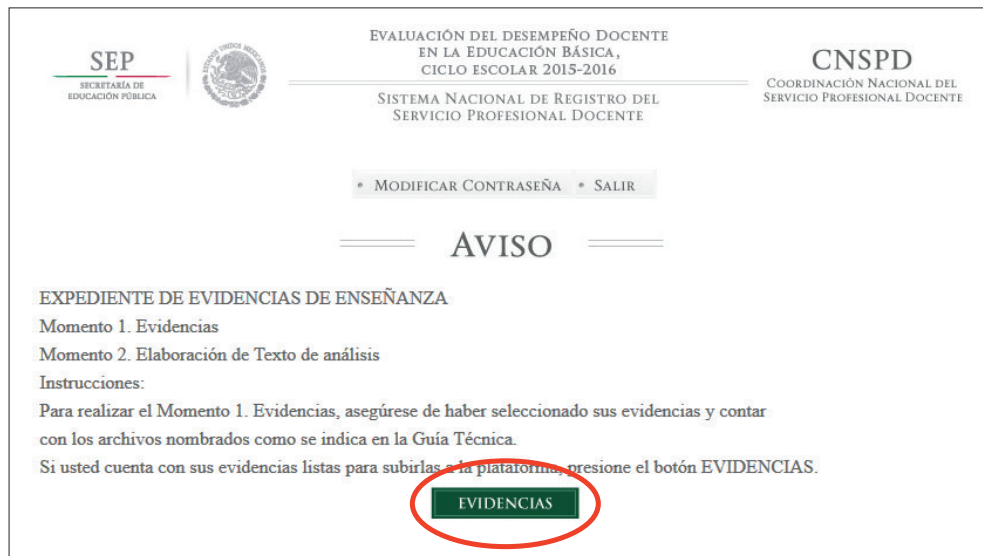 SEP
SECRETARÍA DE
EDUCACIÓN PÚBLICA
ESTADOS UNIDOS MEXICANOS
EVALUACIÓN DEL DESEMPEÑO DOCENTE
EN LA EDUCACIÓN BÁSICA,
CICLO ESCOLAR 2015-2016
SISTEMA NACIONAL DE REGISTRO DEL
SERVICIO PROFESIONAL DOCENTE
CNSPD
COORDINACIÓN NACIONAL DEL
SERVICIO PROFESIONAL DOCENTE
• MODIFICAR CONTRASEÑA • SALIR
AVISO
EXPEDIENTE DE EVIDENCIAS DE ENSEÑANZA
Momento 1. Evidencias
Momento 2. Elaboración de Texto de análisis
Instrucciones:
Para realizar el Momento 1. Evidencias, asegúrese de haber seleccionado sus evidencias y contar
con los archivos nombrados como se indica en la Guía Técnica.
Si usted cuenta con sus evidencias listas para subirlas a la plataforma, presione el botón EVIDENCIAS.
EVIDENCIAS